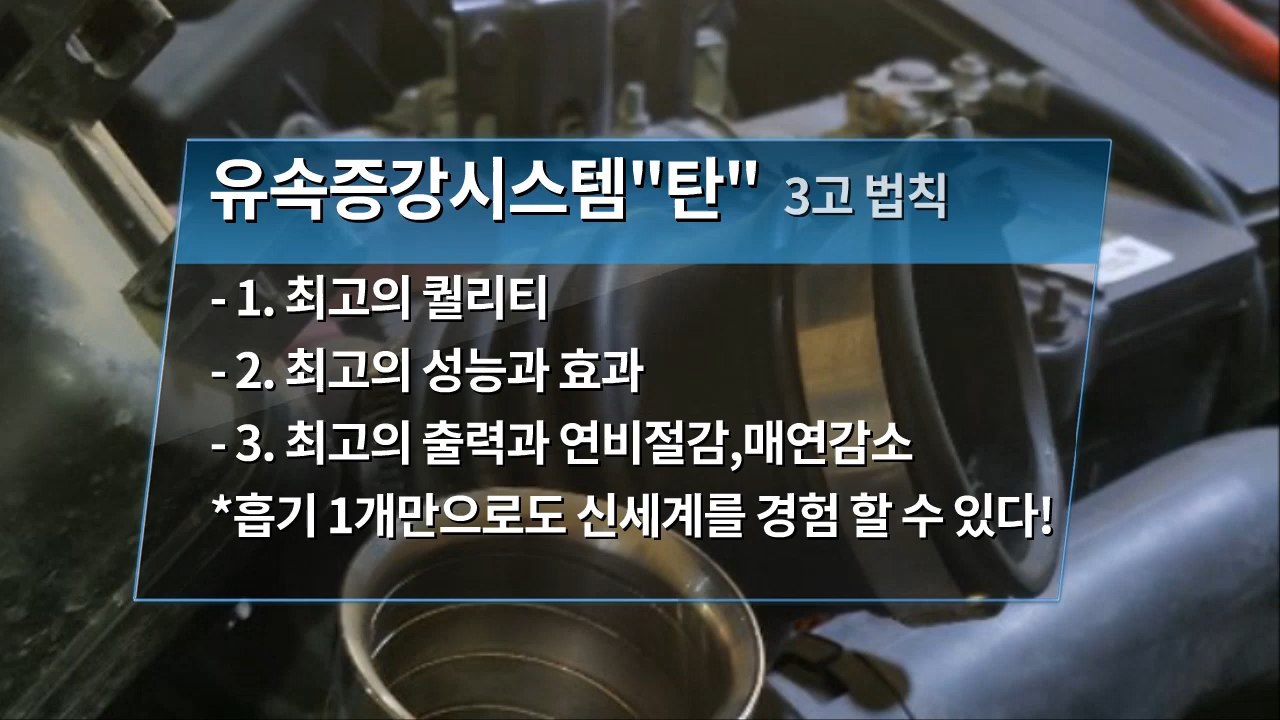 유속증강시스템"탄" 3고 법칙
- 1. 최고의 퀄리티
- 2. 최고의 성능과 효과
- 3. 최고의 출력과 연비절감,매연감소
*흡기 1개만으로도 신세계를 경험 할 수 있다!